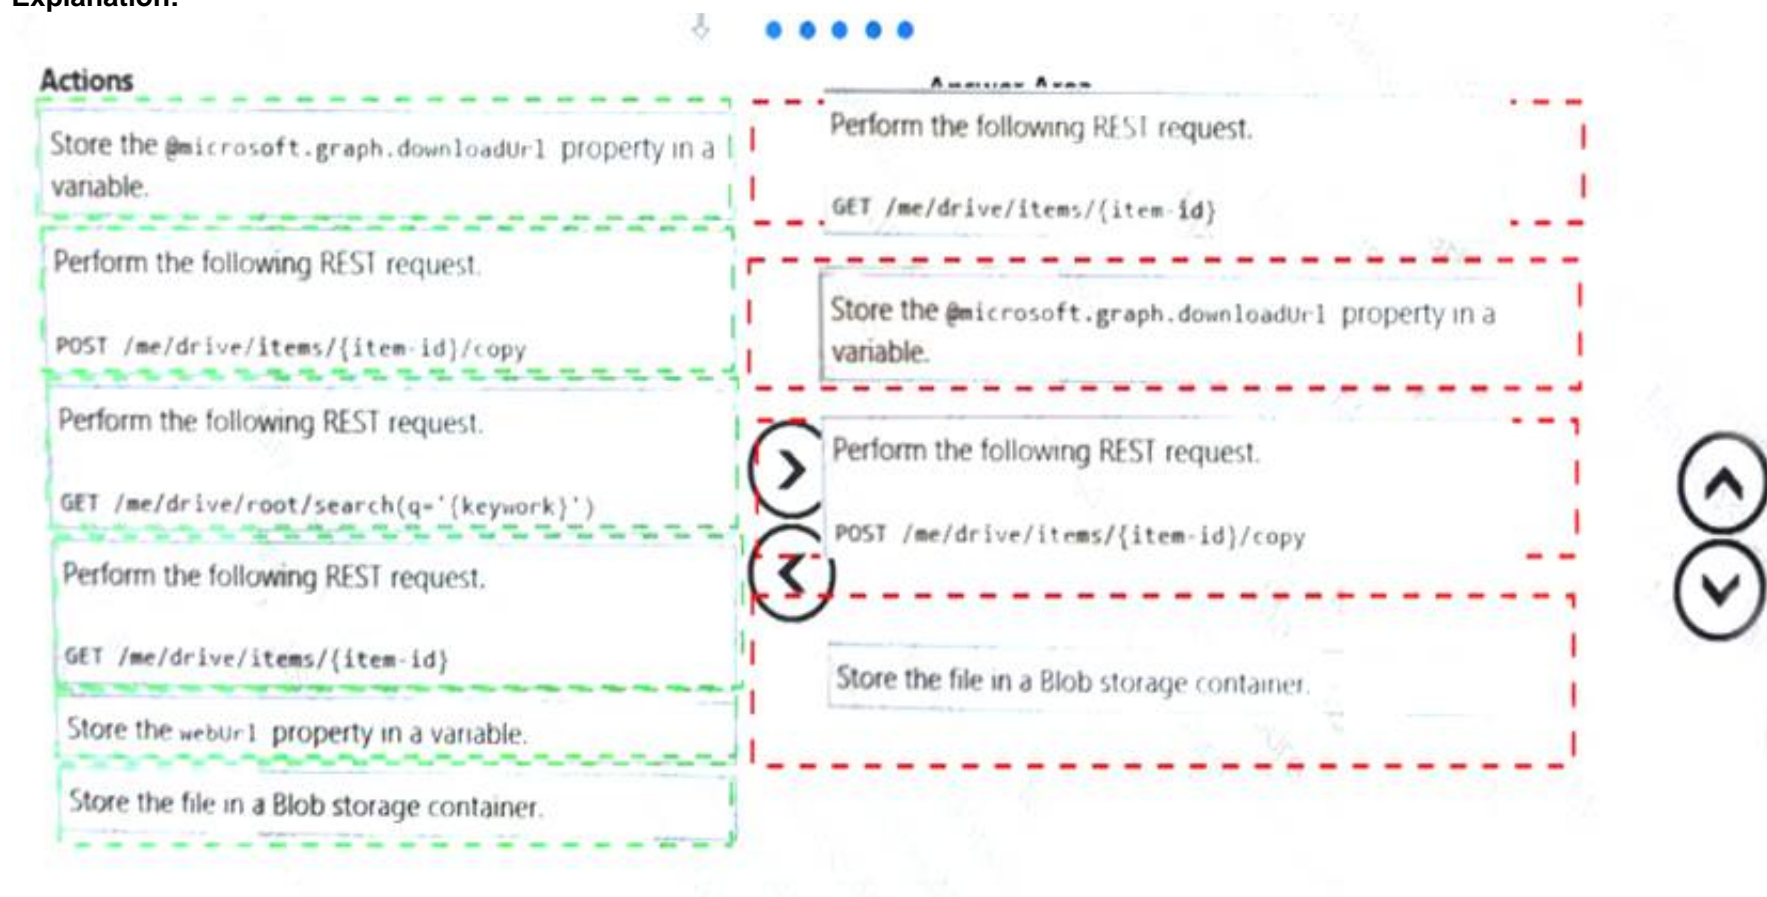 Explanation:
Actions
Answer Area
Store the @microsoft.graph.downloadUrl property in a
variable.
Perform the following REST request.
POST /me/drive/items/{item-id}/copy
Perform the following REST request.
GET /me/drive/root/search(q='{keywork}')
Perform the following REST request.
GET /me/drive/items/{item-id}
Store the webUrl property in a variable.
Store the file in a Blob storage container.
Perform the following REST request.
GET /me/drive/items/{item-id}
Store the @microsoft.graph.downloadUrl property in a
variable.
Perform the following REST request.
POST /me/drive/items/{item-id}/copy
Store the file in a Blob storage container.